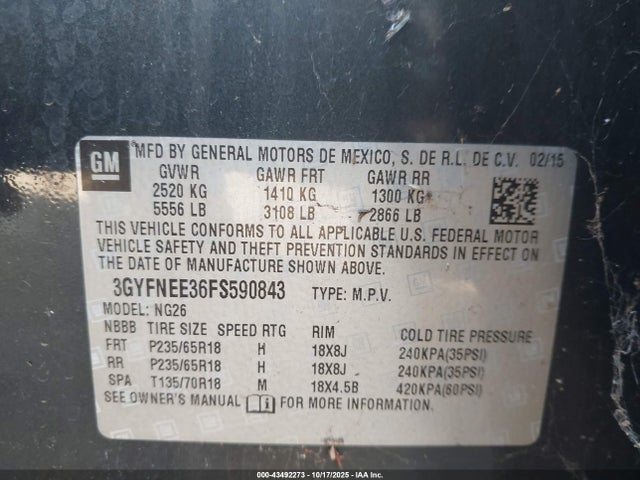 GM MFD BY GENERAL MOTORS DE MEXICO, S. DE R.L. DE C.V. 02/15
GVWR GAWR FRT GAWR RR
2520 KG 1410 KG 1300 KG
5556 LB 3108 LB 2866 LB
THIS VEHICLE CONFORMS TO ALL APPLICABLE U.S. FEDERAL MOTOR
VEHICLE SAFETY AND THEFT PREVENTION STANDARDS IN EFFECT ON
THE DATE OF MANUFACTURE SHOWN ABOVE.
3GYFNEE36FS590843 TYPE: M.P.V.
MODEL: NG26
NBBB TIRE SIZE SPEED RTG RIM COLD TIRE PRESSURE
FRT P235/65R18 H 18X8J 240KPA(35PSI)
RR P235/65R18 H 18X8J 240KPA(35PSI)
SPA T135/70R18 M 18X4.5B 420KPA(60PSI)
SEE OWNER'S MANUAL FOR MORE INFORMATION.
000-43492273 - 10/17/2025 - IAA Inc.